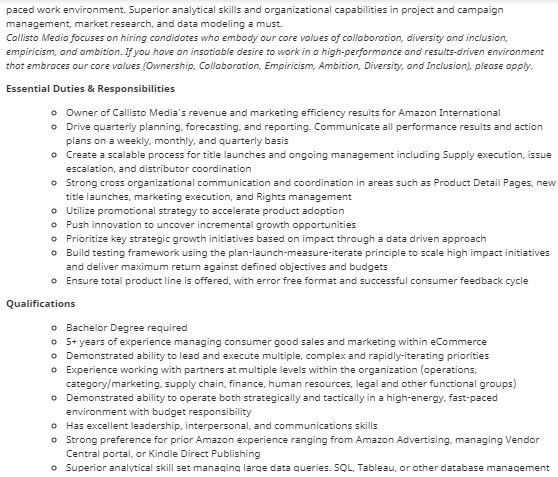 paced work environment. Superior analytical skills and organizational capabilities in project and campaign
management, market research, and data modeling a must.
Callisto Media focuses on hiring candidates who embody our core values of collaboration, diversity and inclusion,
empiricism, and ambition. If you have an insatiable desire to work in a high-performance and results-driven environment
that embraces our core values (Ownership, Collaboration, Empiricism, Ambition, Diversity, and Inclusion), please apply.
Essential Duties & Responsibilities
Owner of Callisto Media's revenue and marketing efficiency results for Amazon International
Drive quarterly planning, forecasting, and reporting. Communicate all performance results and action
plans on a weekly, monthly, and quarterly basis
Create a scalable process for title launches and ongoing management including Supply execution, issue
escalation, and distributor coordination
Strong cross organizational communication and coordination in areas such as Product Detail Pages, new
title launches, marketing execution, and Rights management
Utilize promotional strategy to accelerate product adoption
Push innovation to uncover incremental growth opportunities
Prioritize key strategic growth initiatives based on impact through a data driven approach
Build testing framework using the plan-launch-measure-iterate principle to scale high impact initiatives
and deliver maximum return against defined objectives and budgets
Ensure total product line is offered, with error free format and successful consumer feedback cycle
Qualifications
Bachelor Degree required
5+ years of experience managing consumer good sales and marketing within eCommerce
Demonstrated ability to lead and execute multiple, complex and rapidly-iterating priorities
Experience working with partners at multiple levels within the organization (operations,
category/marketing, supply chain, finance, human resources, legal and other functional groups)
Demonstrated ability to operate both strategically and tactically in a high-energy, fast-paced
environment with budget responsibility
Has excellent leadership, interpersonal, and communications skills
Strong preference for prior Amazon experience ranging from Amazon Advertising, managing Vendor
Central portal, or Kindle Direct Publishing
Superior analytical skill set managing large data queries. SQL, Tableau, or other database management